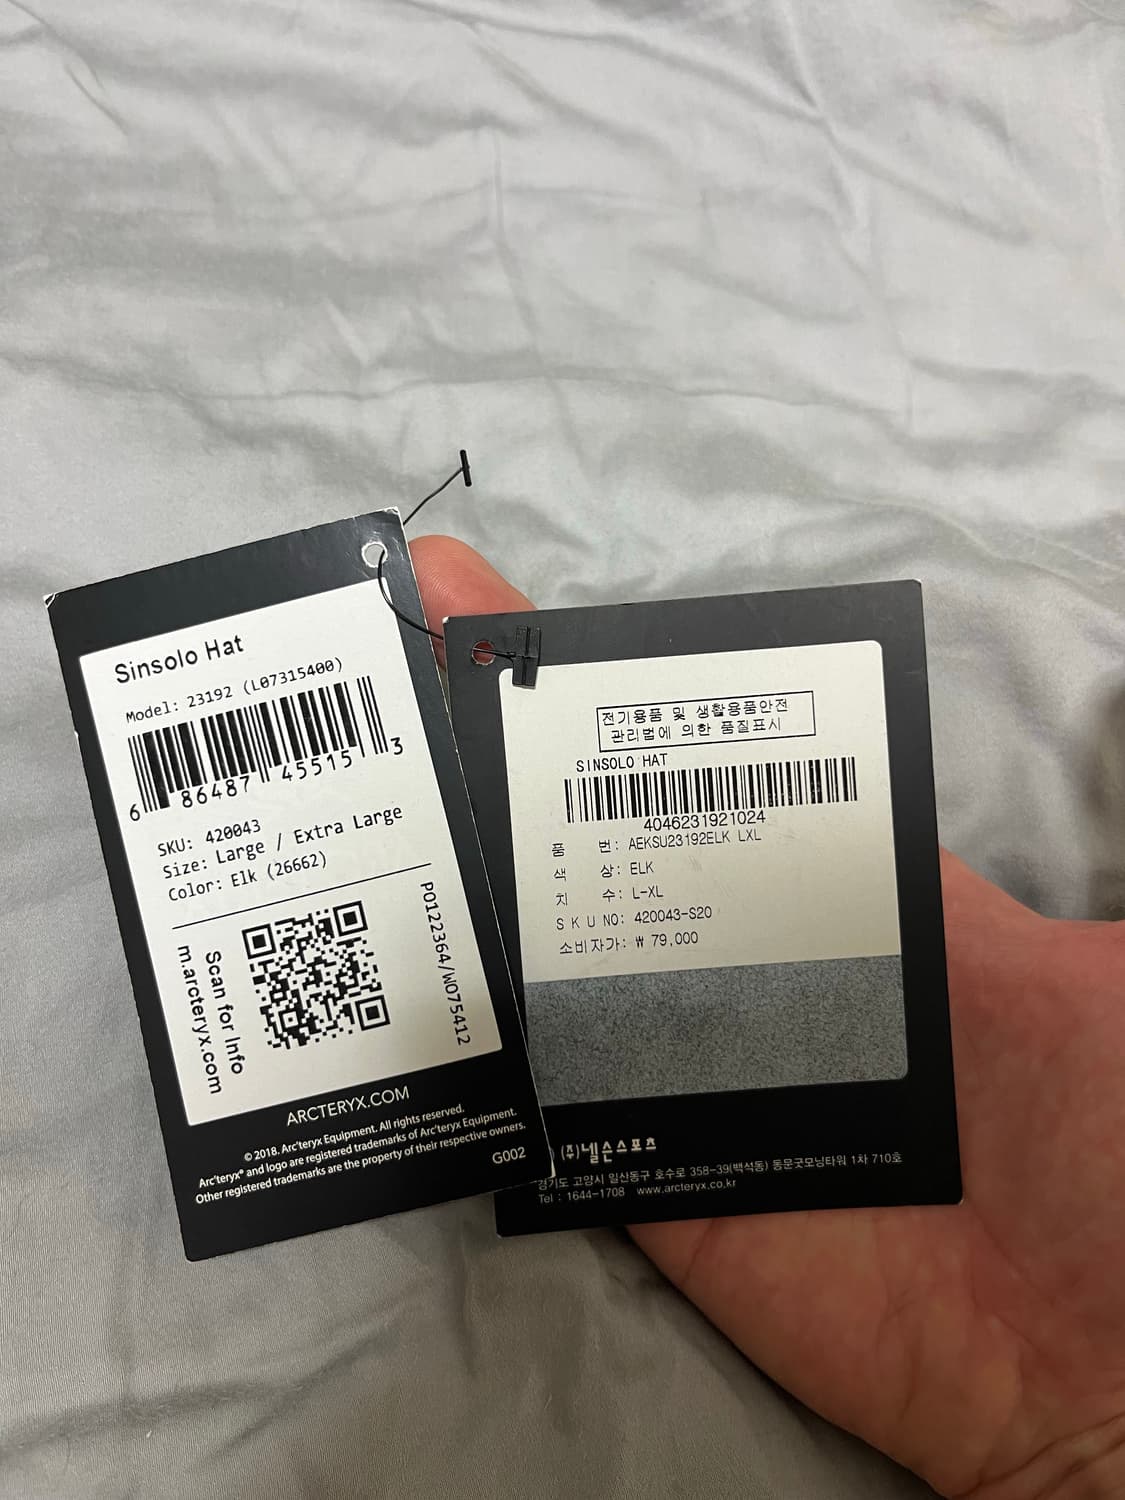 Sinsolo Hat
Model: 23192 (L07315400)
6 86487 45515 3
SKU: 420043
Size: Large / Extra Large
Color: Elk (26662)
P0122364/W075412
Scan for Info
m.arcteryx.com
ARCTERYX.COM
© 2018. Arc'teryx Equipment. All rights reserved.
Arc'teryx® and logo are registered trademarks of Arc'teryx Equipment.
Other registered trademarks are the property of their respective owners.
G002
전기용품 및 생활용품안전
관리법에 의한 품질표시
SINSOLO HAT
4046231921024
품 번: AEKSU23192ELK LXL
색 상: ELK
치 수: L-XL
S K U NO: 420043-S20
소비자가: ₩ 79,000
(주)넬슨스포츠
경기도 고양시 일산동구 호수로 358-39(백석동) 동문굿모닝타워 1차 710호
Tel : 1644-1708 www.arcteryx.co.kr